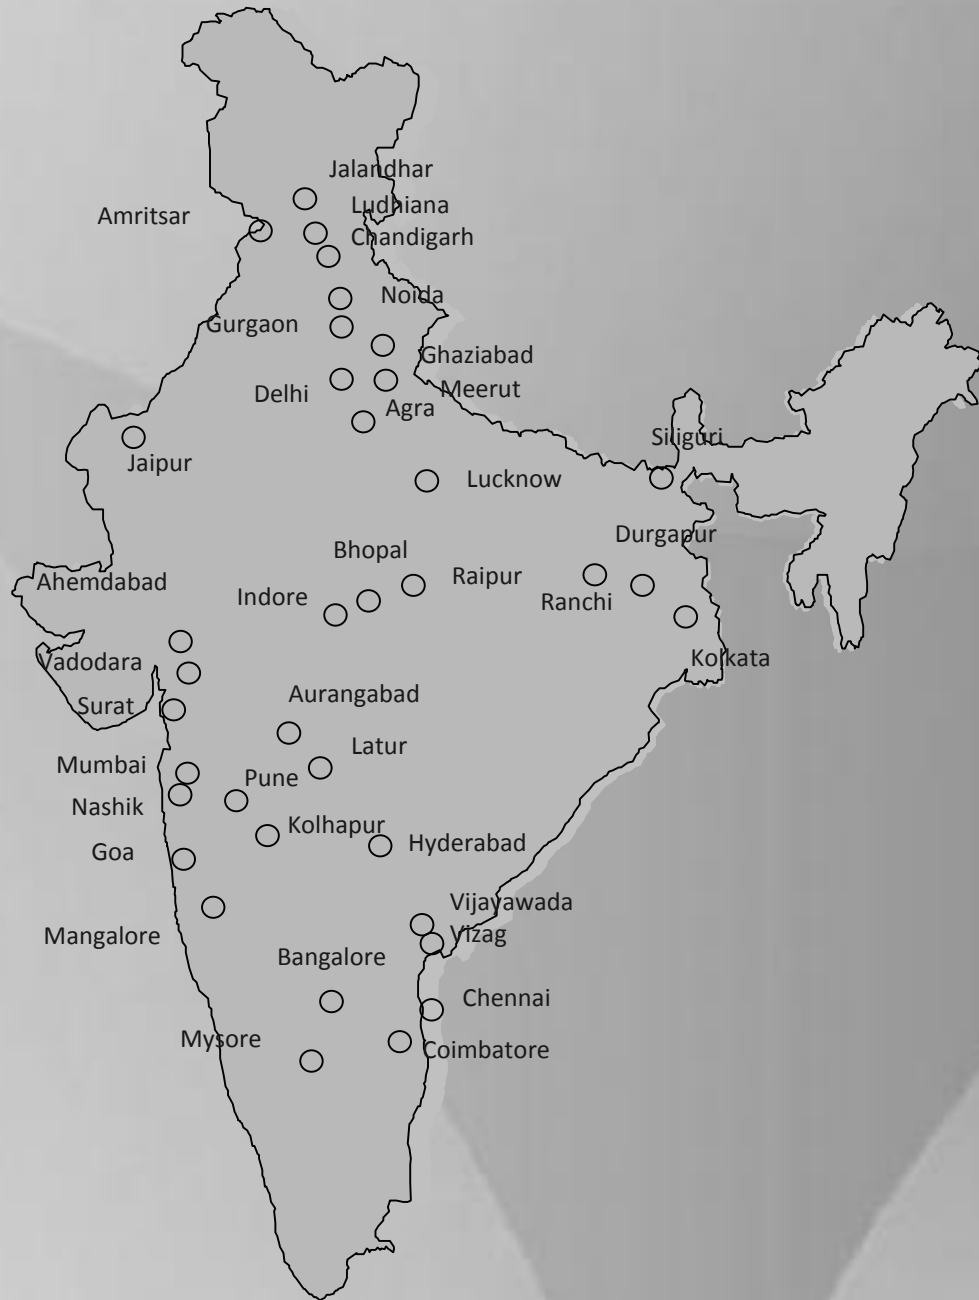 Jalandhar
Ludhiana
Amritsar
Chandigarh
Noida
Gurgaon
Ghaziabad
Meerut
Delhi
Agra
Siliguri
Jaipur
Lucknow
Durgapur
Bhopal
Raipur
Ahemdabad
Indore
Ranchi
Vadodara
Kolkata
Aurangabad
Surat
Latur
Mumbai
Pune
Nashik
Kolhapur
Hyderabad
Goa
Vijayawada
Vizag
Mangalore
Bangalore
Chennai
Mysore
Coimbatore